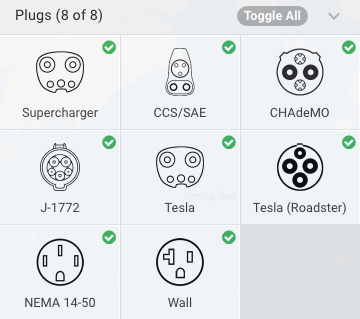 Plugs (8 of 8)
Toggle All
Supercharger
CCS/SAE
CHAdeMO
J-1772
Tesla
Tesla (Roadster)
NEMA 14-50
Wall